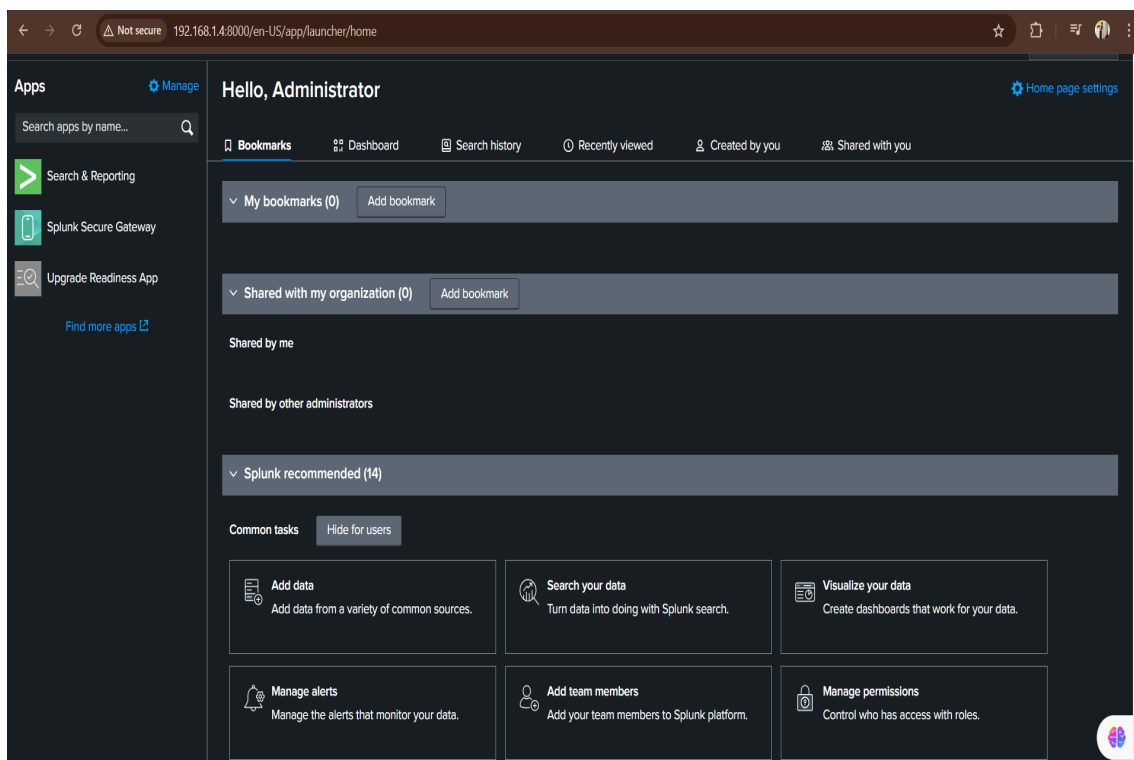 Not secure 192.168.1.4:8000/en-US/app/launcher/home
Apps
Manage
Search apps by name...
Search & Reporting
Splunk Secure Gateway
Upgrade Readiness App
Find more apps
Hello, Administrator
Home page settings
Bookmarks Dashboard Search history Recently viewed Created by you Shared with you
My bookmarks (0) Add bookmark
Shared with my organization (0) Add bookmark
Shared by me
Shared by other administrators
Splunk recommended (14)
Common tasks Hide for users
Add data
Add data from a variety of common sources.
Search your data
Turn data into doing with Splunk search.
Visualize your data
Create dashboards that work for your data.
Manage alerts
Manage the alerts that monitor your data.
Add team members
Add your team members to Splunk platform.
Manage permissions
Control who has access with roles.